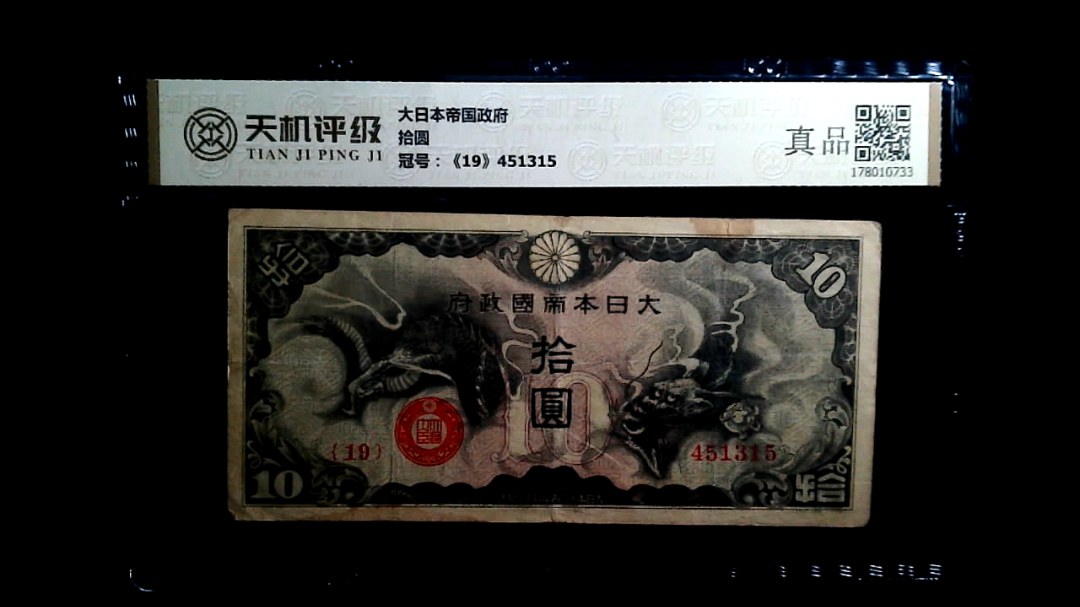 天机评级
TIAN JI PING JI
大日本帝国政府
拾圆
冠号：《19》451315
真品
178010733
拾
10
府政國帝本日大
拾
圓
10
{19}
451315
10
拾